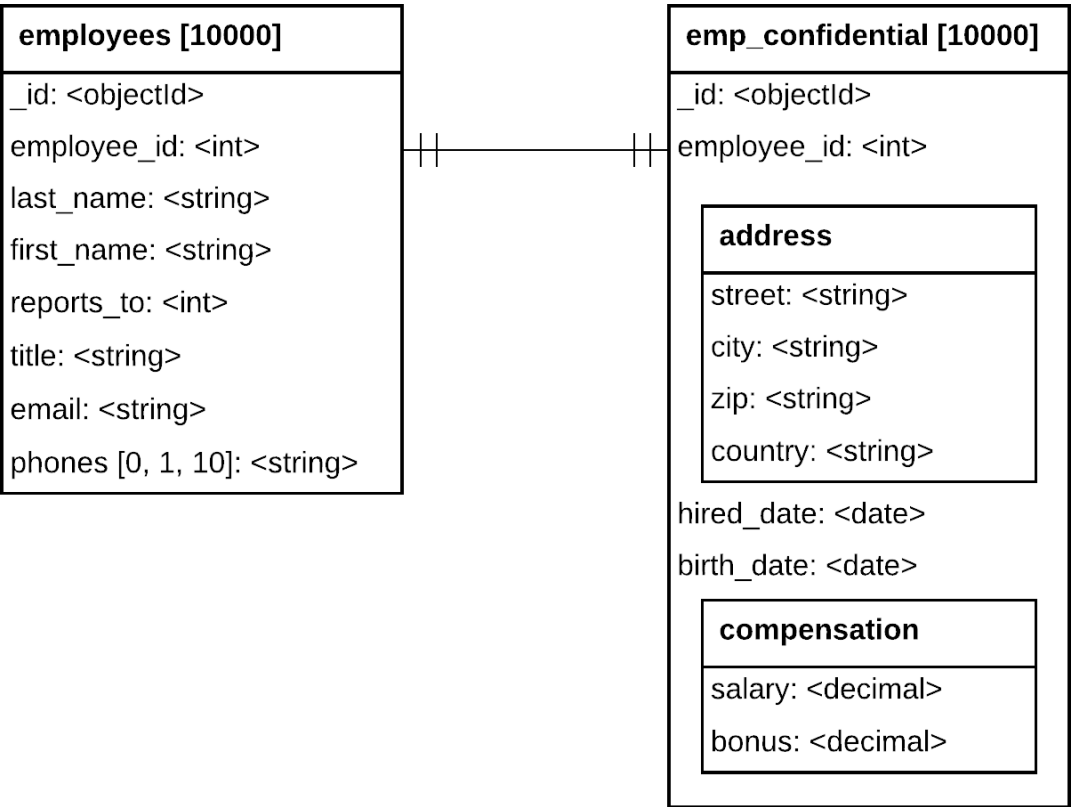 employees [10000]
_id: <objectId>
employee_id: <int>
last_name: <string>
first_name: <string>
reports_to: <int>
title: <string>
email: <string>
phones [0, 1, 10]: <string>
emp_confidential [10000]
_id: <objectId>
employee_id: <int>
address
street: <string>
city: <string>
zip: <string>
country: <string>
hired_date: <date>
birth_date: <date>
compensation
salary: <decimal>
bonus: <decimal>